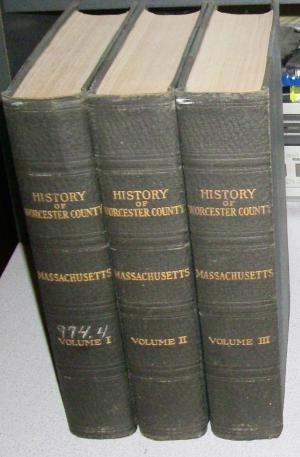 HISTORY
OF
WORCESTER COUNTY
MASSACHUSETTS
974.4
VOLUME I
HISTORY
OF
WORCESTER COUNTY
MASSACHUSETTS
VOLUME II
HISTORY
OF
WORCESTER COUNTY
MASSACHUSETTS
VOLUME III